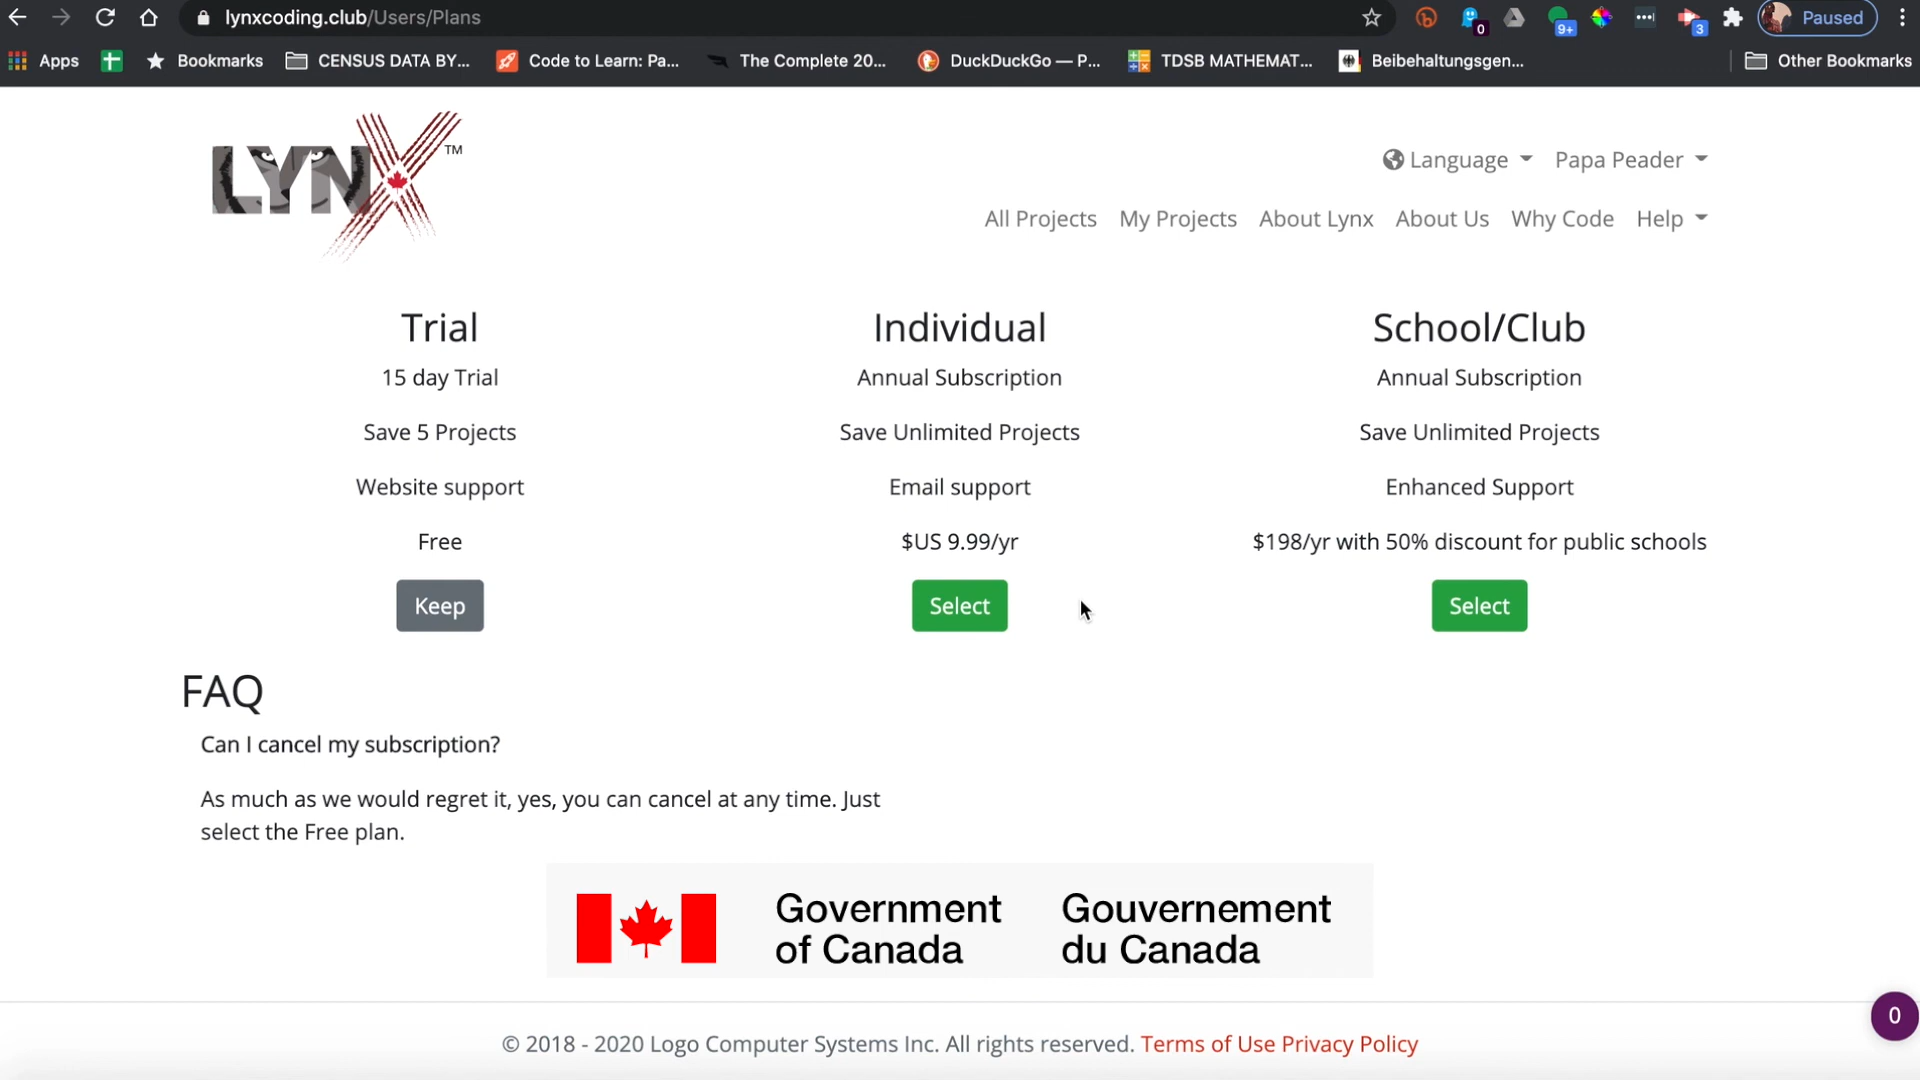 lynxcoding.club/Users/Plans
0
9+
3
Paused
Apps
Bookmarks
CENSUS DATA BY...
Code to Learn: Pa...
The Complete 20...
DuckDuckGo — P...
TDSB MATHEMAT...
Beibehaltungsgen...
Other Bookmarks
LYNX TM
Language
Papa Peader
All Projects
My Projects
About Lynx
About Us
Why Code
Help
Trial
15 day Trial
Save 5 Projects
Website support
Free
Keep
Individual
Annual Subscription
Save Unlimited Projects
Email support
$US 9.99/yr
Select
School/Club
Annual Subscription
Save Unlimited Projects
Enhanced Support
$198/yr with 50% discount for public schools
Select
FAQ
Can I cancel my subscription?
As much as we would regret it, yes, you can cancel at any time. Just
select the Free plan.
Government
of Canada
Gouvernement
du Canada
0
© 2018 - 2020 Logo Computer Systems Inc. All rights reserved. Terms of Use Privacy Policy